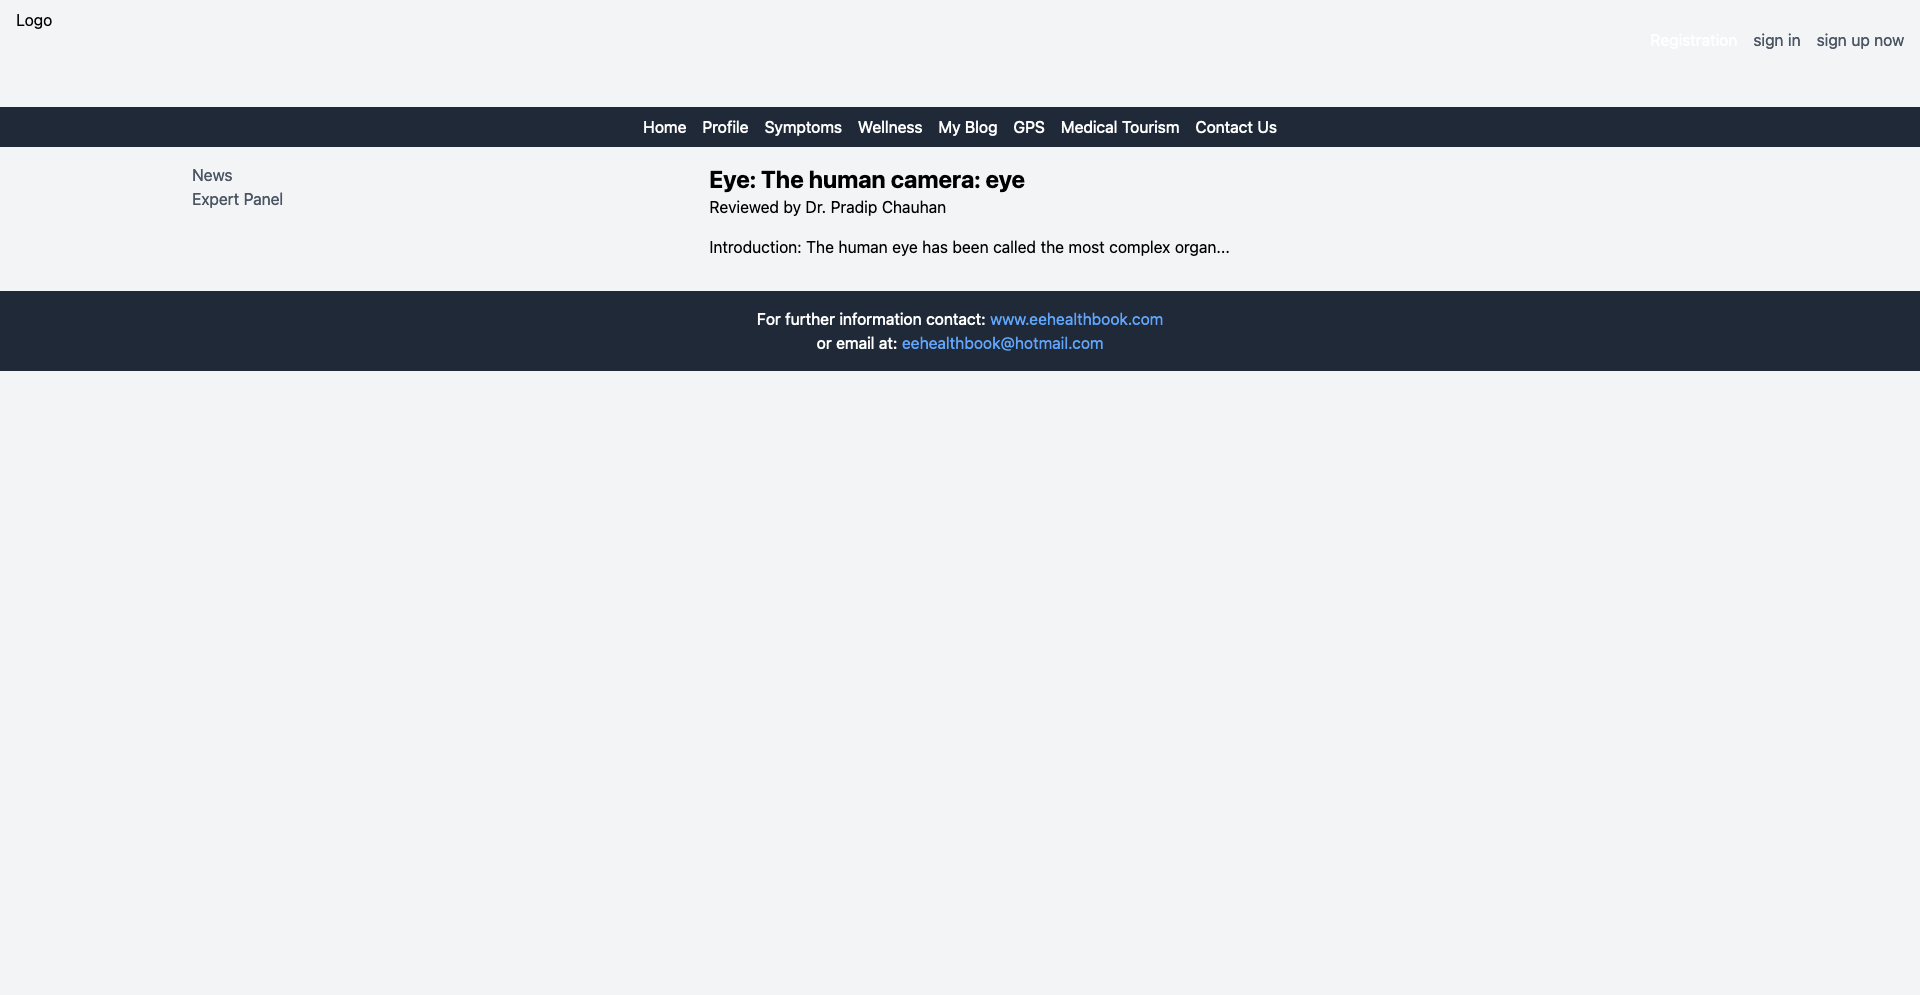 Logo
Registration sign in sign up now
Home Profile Symptoms Wellness My Blog GPS Medical Tourism Contact Us
News
Expert Panel
Eye: The human camera: eye
Reviewed by Dr. Pradip Chauhan
Introduction: The human eye has been called the most complex organ...
For further information contact: www.eehealthbook.com
or email at: eehealthbook@hotmail.com